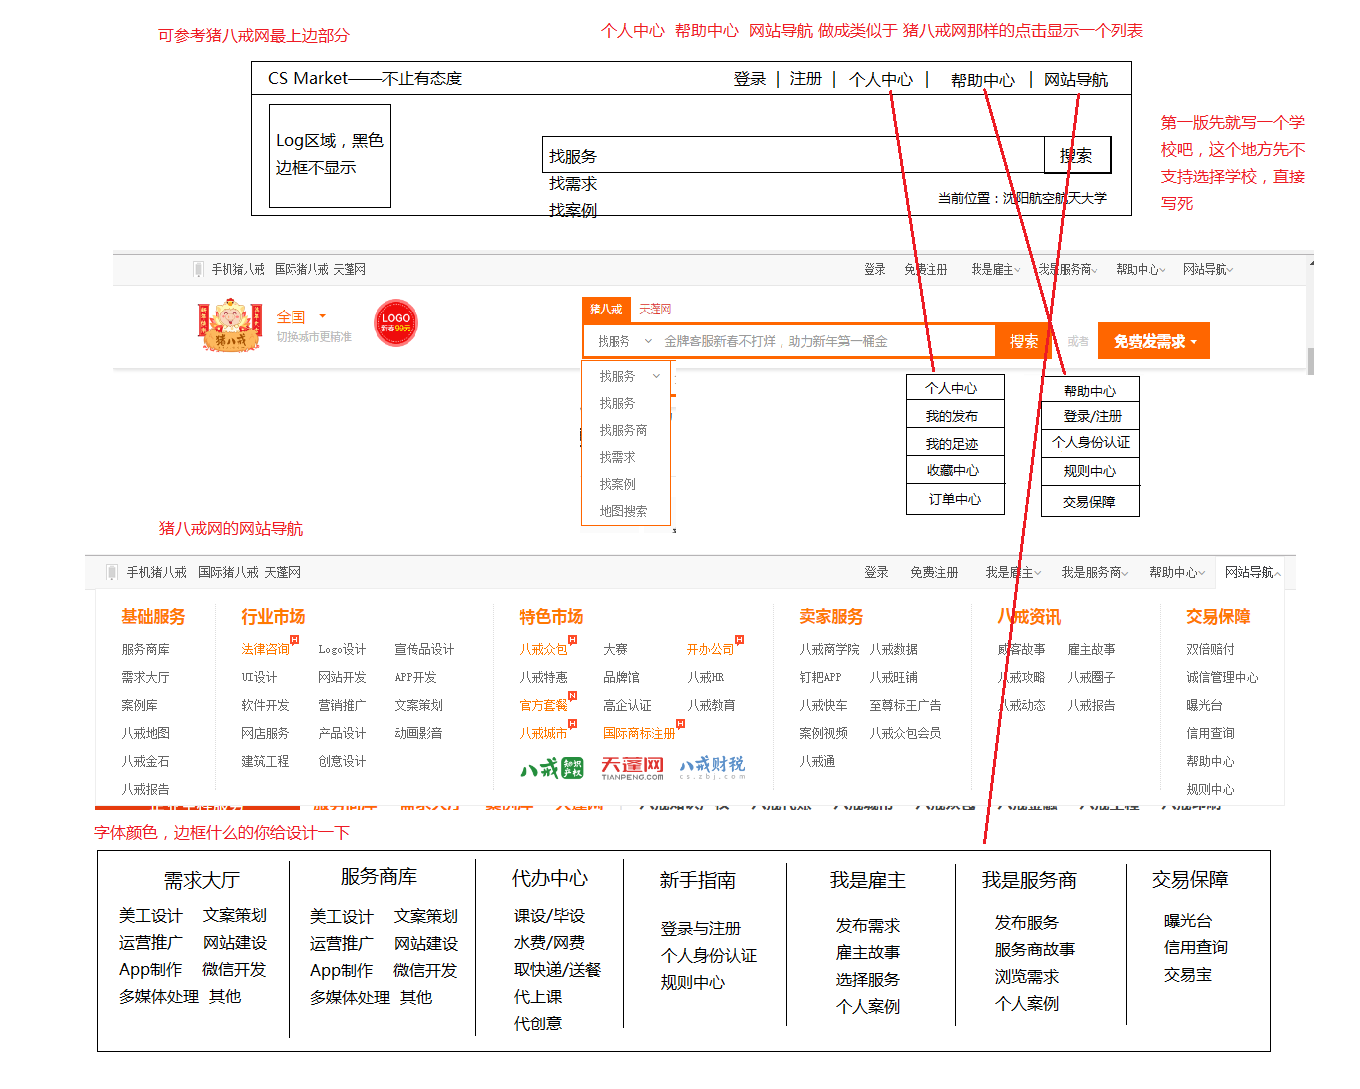 可参考猪八戒网最上边部分
个人中心 帮助中心 网站导航 做成类似于 猪八戒网那样的点击显示一个列表
CS Market——不止有态度
登录 | 注册 | 个人中心 | 帮助中心 | 网站导航
Log区域，黑色
边框不显示
找服务
搜索
找需求
找案例
当前位置：沈阳航空航天大学
第一版先就写一个学
校吧，这个地方先不
支持选择学校，直接
写死
手机猪八戒 国际猪八戒 天蓬网
登录 免费注册 我是雇主 我是服务商 帮助中心 网站导航
猪八戒
全国
切换城市更精准
LOGO
新春99元
猪八戒 天蓬网
找服务 金牌客服新春不打烊，助力新年第一桶金 搜索 或者 免费发需求
找服务
找服务
找服务商
找需求
找案例
地图搜索
个人中心
我的发布
我的足迹
收藏中心
订单中心
帮助中心
登录/注册
个人身份认证
规则中心
交易保障
猪八戒网的网站导航
手机猪八戒 国际猪八戒 天蓬网
登录 免费注册 我是雇主 我是服务商 帮助中心 网站导航
基础服务
服务商库
需求大厅
案例库
八戒地图
八戒金石
八戒报告
行业市场
法律咨询 H Logo设计 宣传品设计
UI设计 网站开发 APP开发
软件开发 营销推广 文案策划
网店服务 产品设计 动画影音
建筑工程 创意设计
特色市场
八戒众包 H 大赛 开办公司 H
八戒特惠 品牌馆 八戒HR
官方套餐 N 高企认证 八戒教育
八戒城市 H 国际商标注册 H
八戒 知识产权 天蓬网 TIANPENG.COM 八戒财税 cs.zbj.com
卖家服务
八戒商学院 八戒数据
钉耙APP 八戒旺铺
八戒快车 至尊标王广告
案例视频 八戒众包会员
八戒通
八戒资讯
威客故事 雇主故事
八戒攻略 八戒圈子
八戒动态 八戒报告
交易保障
双倍赔付
诚信管理中心
曝光台
信用查询
帮助中心
规则中心
字体颜色，边框什么的你给设计一下
需求大厅
美工设计 文案策划
运营推广 网站建设
App制作 微信开发
多媒体处理 其他
服务商库
美工设计 文案策划
运营推广 网站建设
App制作 微信开发
多媒体处理 其他
代办中心
课设/毕设
水费/网费
取快递/送餐
代上课
代创意
新手指南
登录与注册
个人身份认证
规则中心
我是雇主
发布需求
雇主故事
选择服务
个人案例
我是服务商
发布服务
服务商故事
浏览需求
个人案例
交易保障
曝光台
信用查询
交易宝